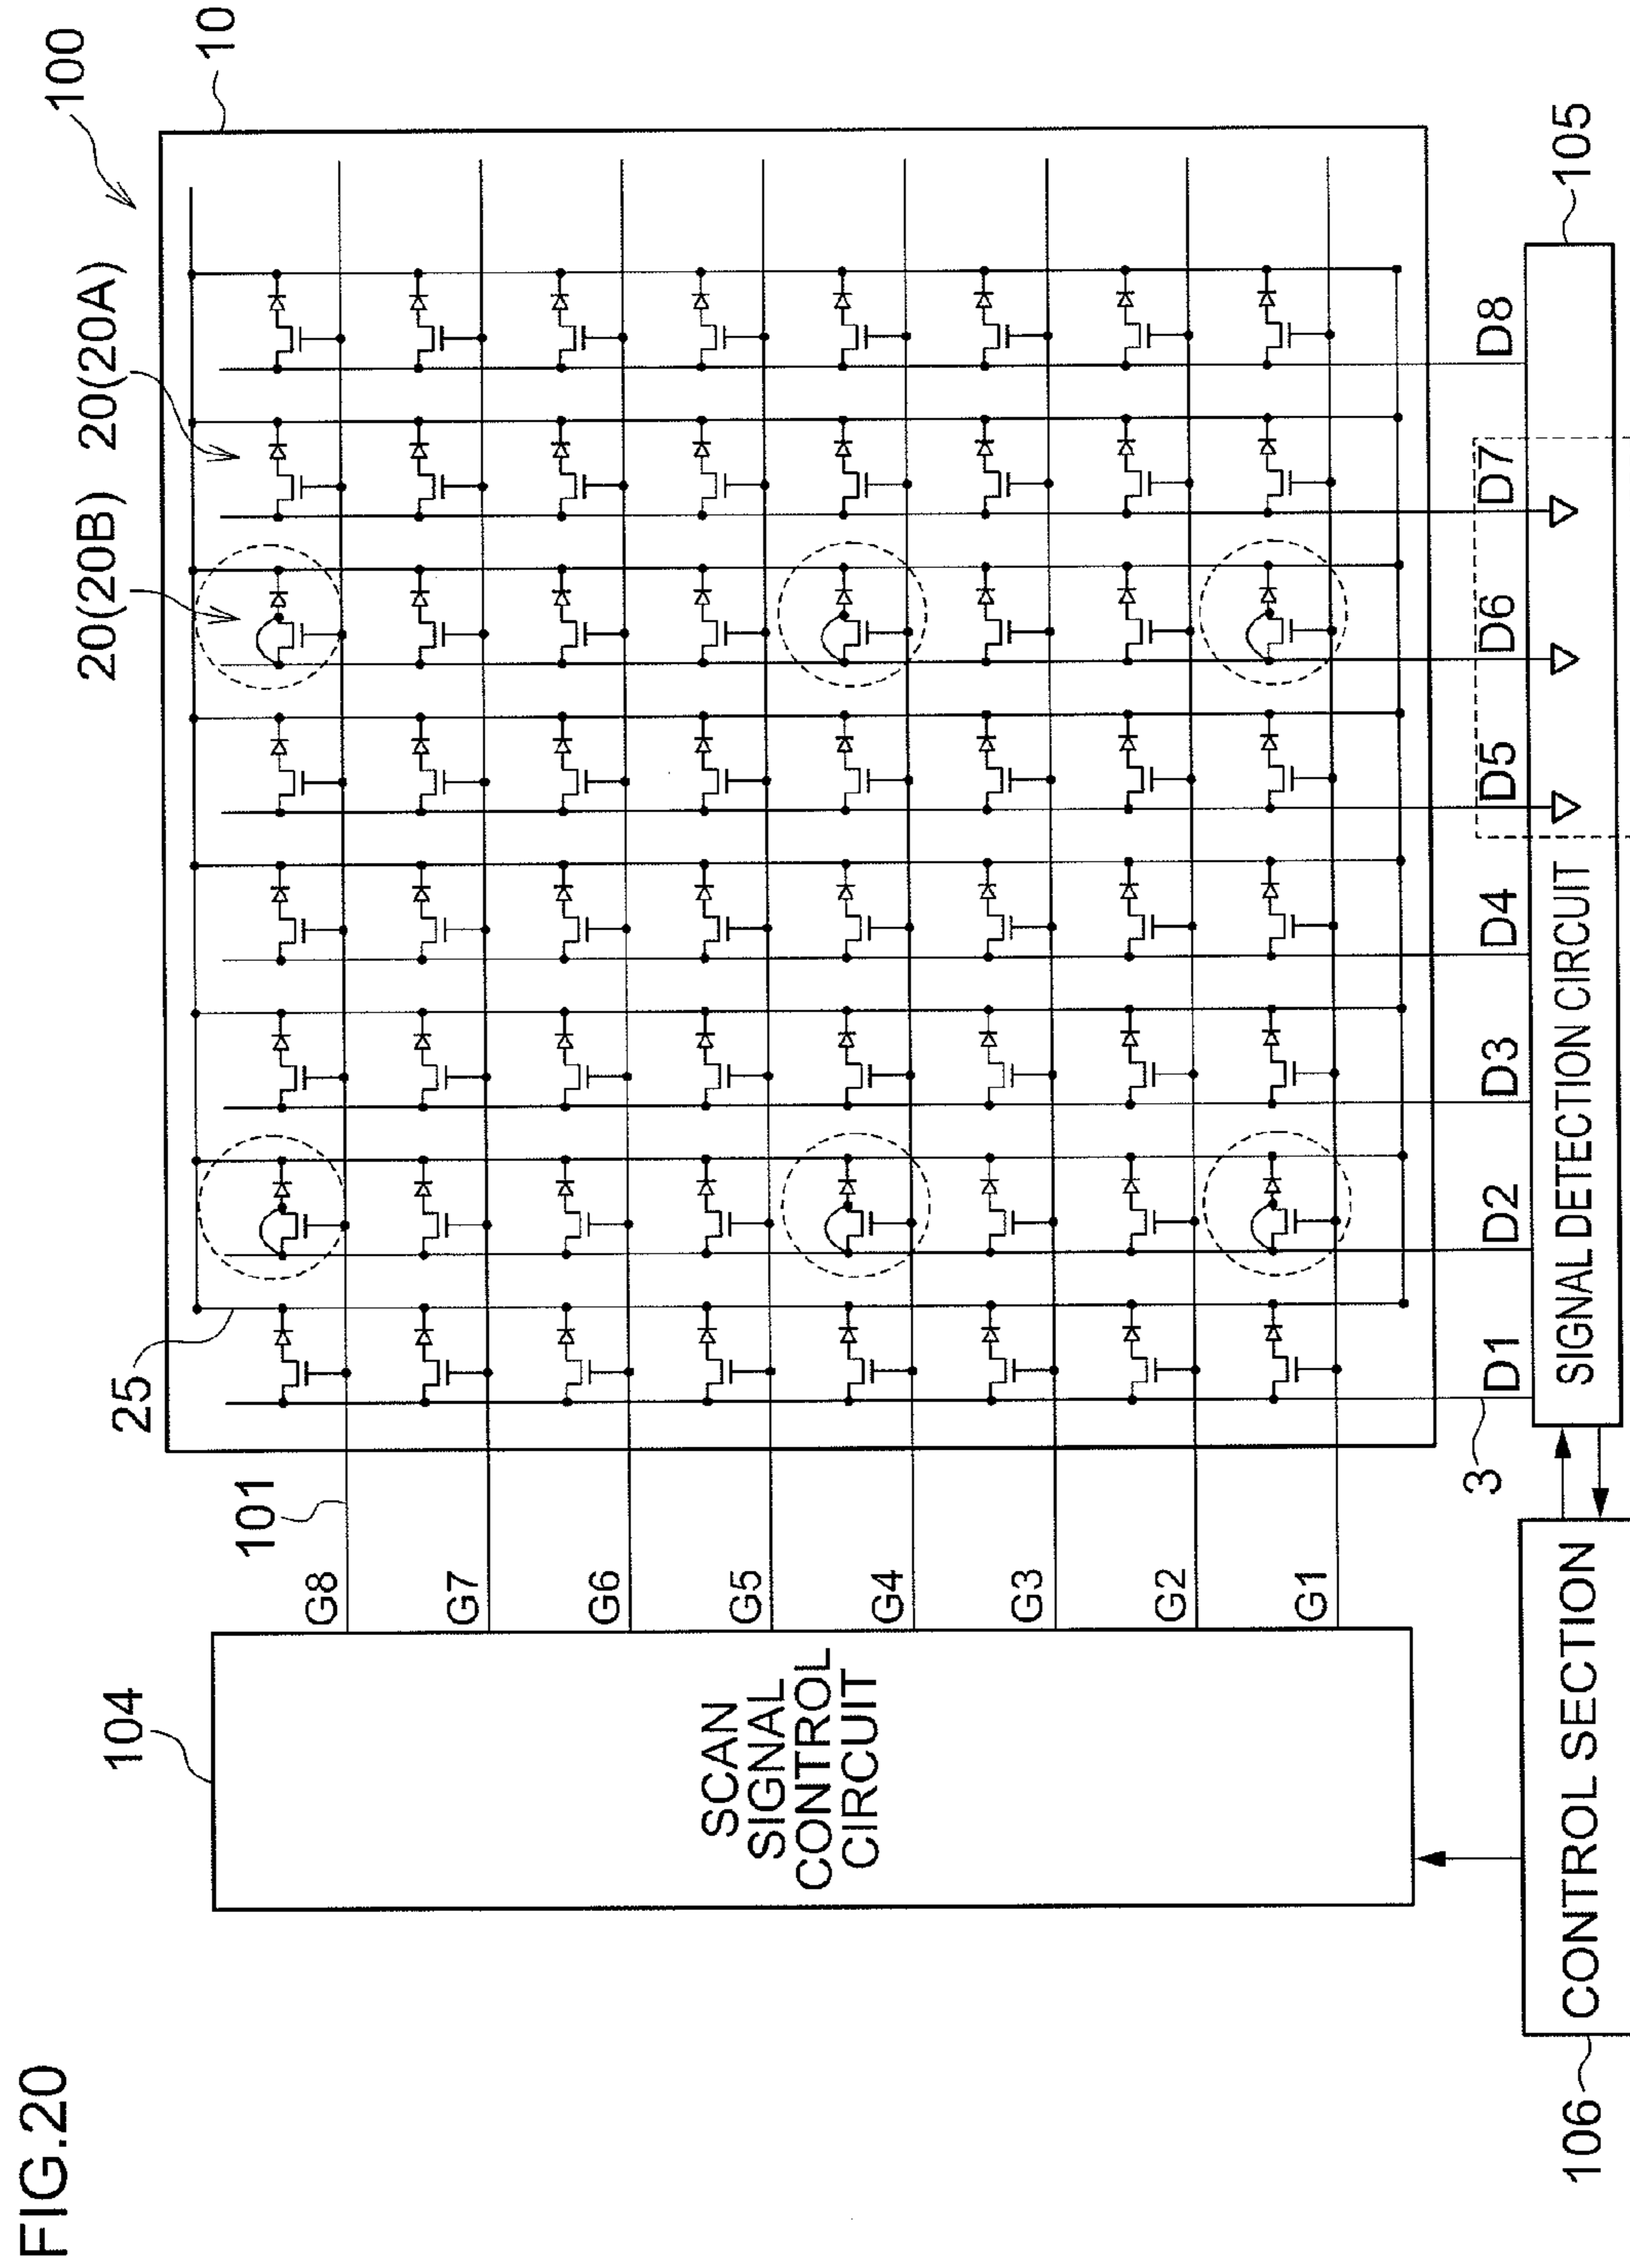 FIG.20
100
10
20(20A)
20(20B)
25
101
104
G8
G7
G6
G5
G4
G3
G2
G1
SCAN
SIGNAL
CONTROL
CIRCUIT
D1
D2
D3
D4
D5
D6
D7
D8
3
105
SIGNAL DETECTION CIRCUIT
CONTROL SECTION
106